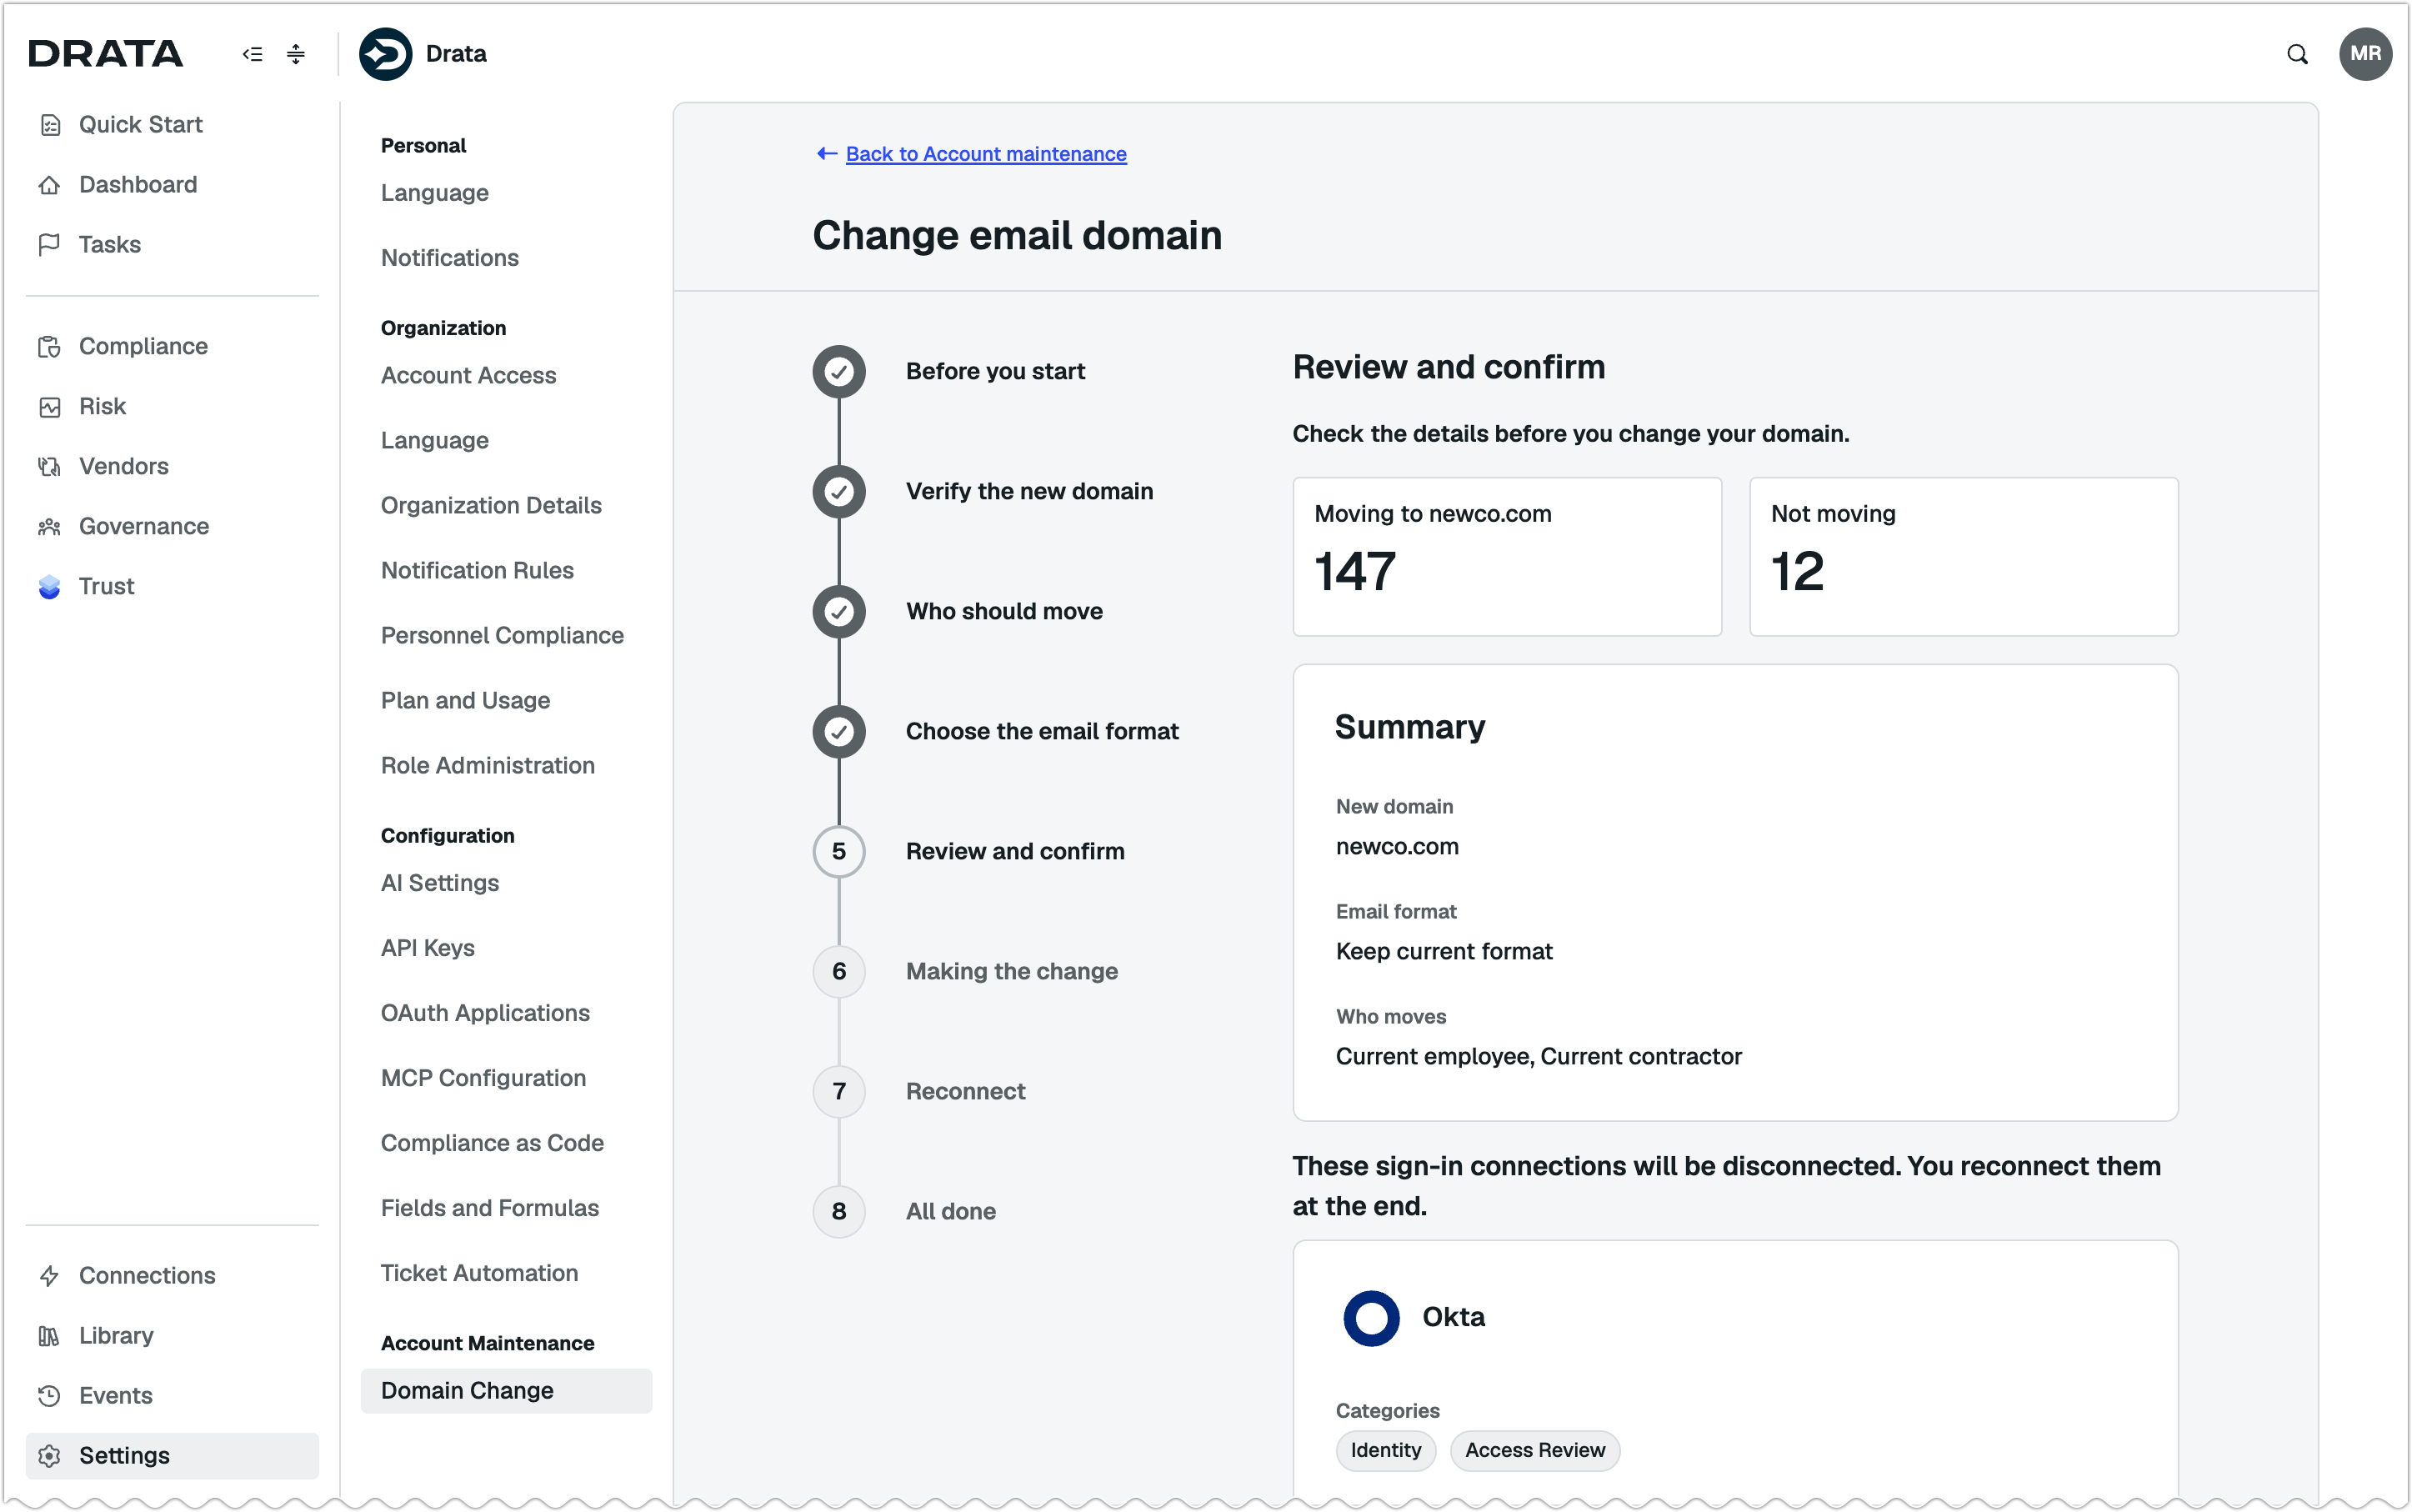 DRATA
Drata
MR
Quick Start
Dashboard
Tasks
Compliance
Risk
Vendors
Governance
Trust
Connections
Library
Events
Settings
Personal
Language
Notifications
Organization
Account Access
Language
Organization Details
Notification Rules
Personnel Compliance
Plan and Usage
Role Administration
Configuration
AI Settings
API Keys
OAuth Applications
MCP Configuration
Compliance as Code
Fields and Formulas
Ticket Automation
Account Maintenance
Domain Change
Back to Account maintenance
Change email domain
Before you start
Verify the new domain
Who should move
Choose the email format
5 Review and confirm
6 Making the change
7 Reconnect
8 All done
Review and confirm
Check the details before you change your domain.
Moving to newco.com
147
Not moving
12
Summary
New domain
newco.com
Email format
Keep current format
Who moves
Current employee, Current contractor
These sign-in connections will be disconnected. You reconnect them
at the end.
Okta
Categories
Identity
Access Review